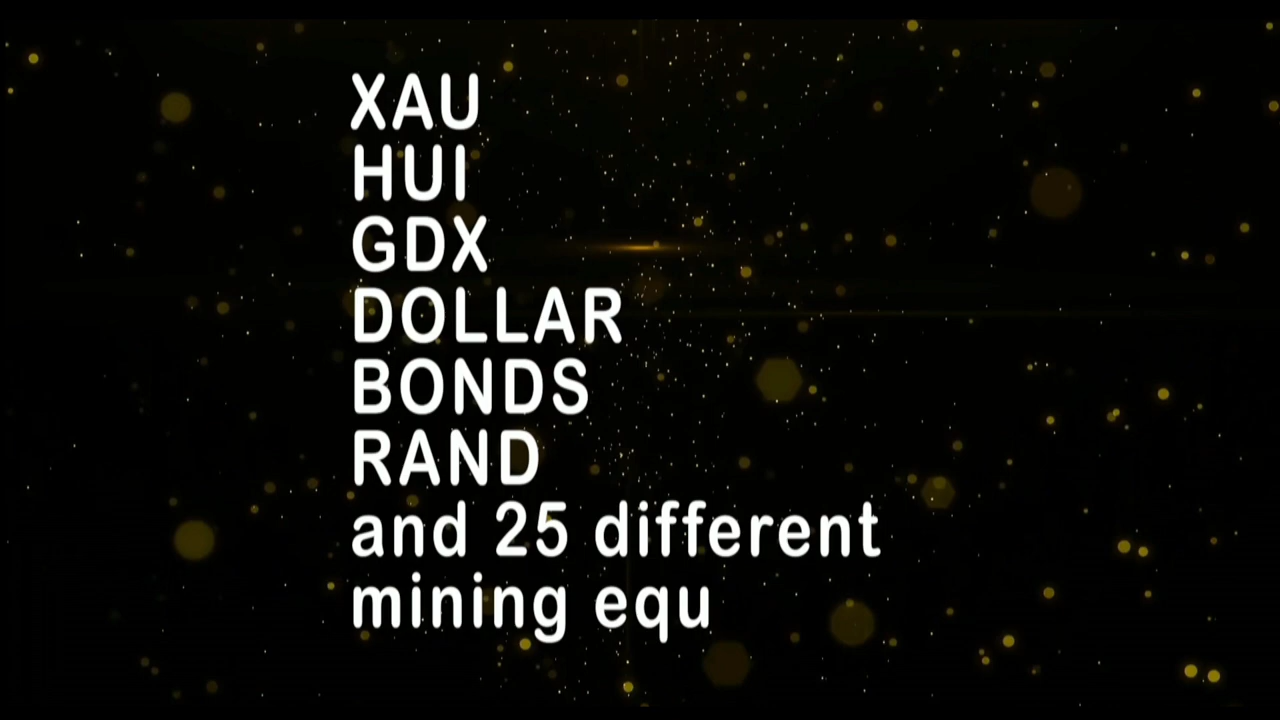 XAU
HUI
GDX
DOLLAR
BONDS
RAND
and 25 different
mining equ